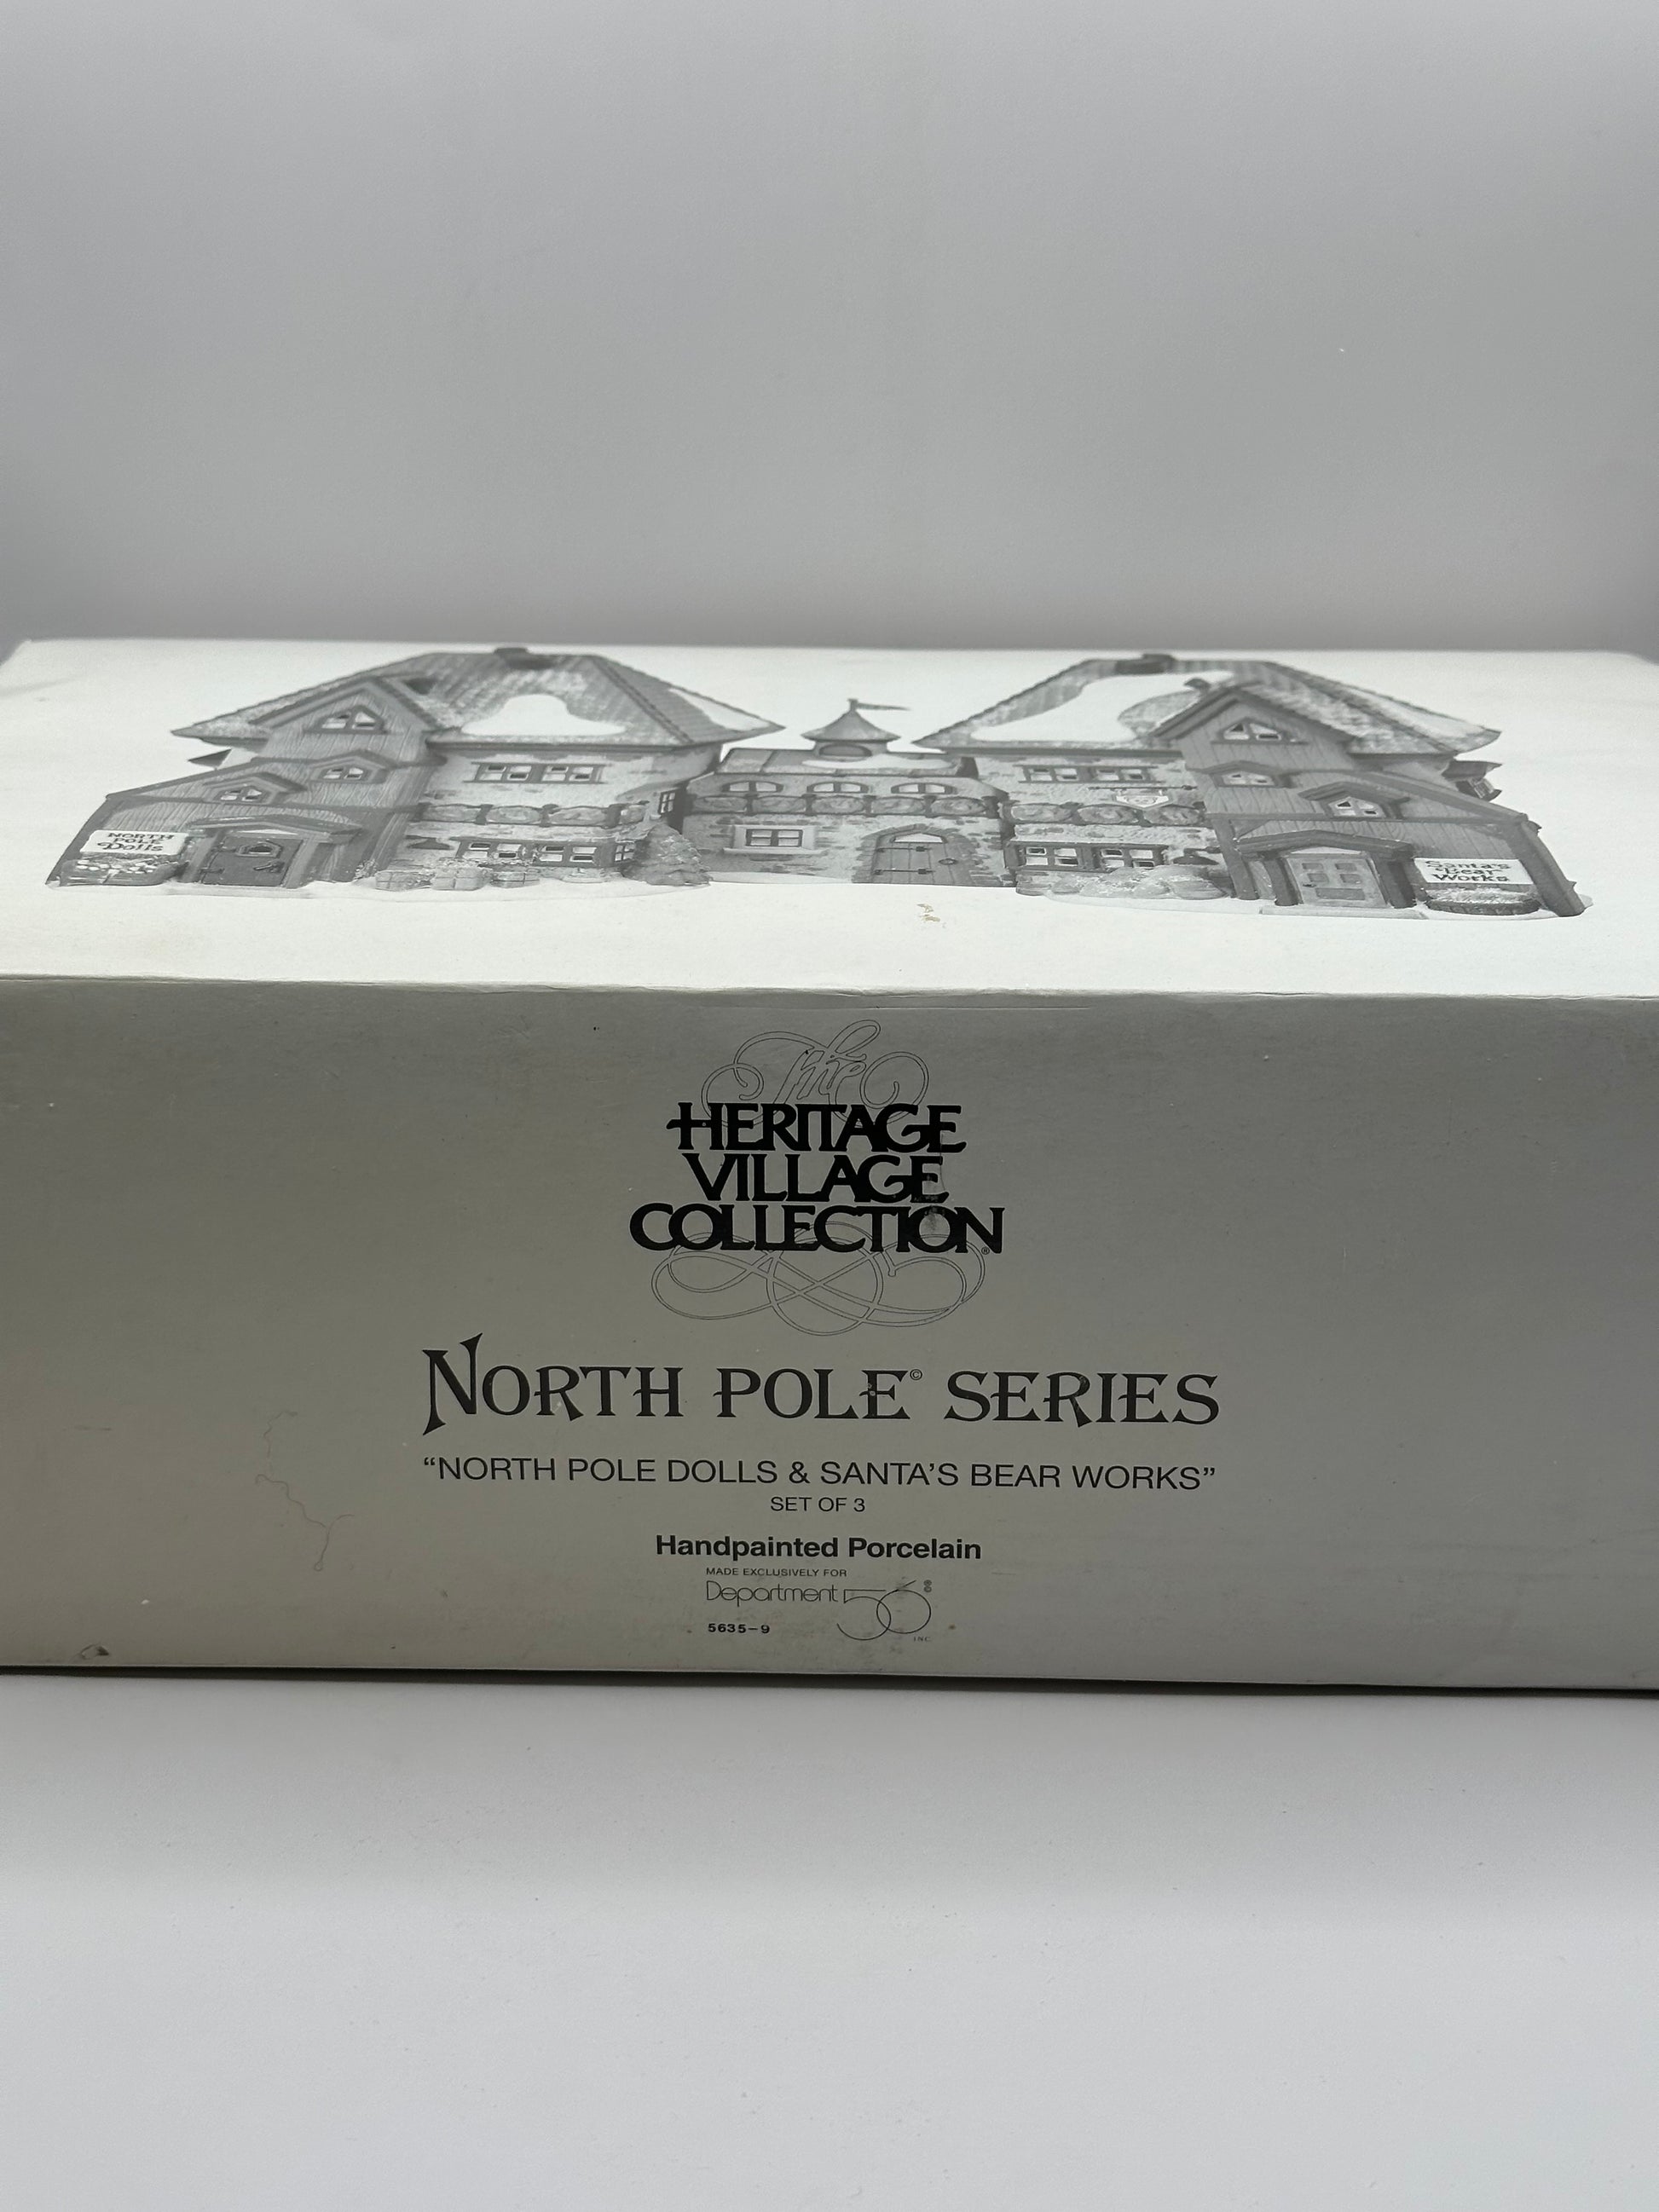 NORTH
POLE
Dolls
Santa's
Bear
Works
The
HERITAGE
VILLAGE
COLLECTION®
NORTH POLE© SERIES
“NORTH POLE DOLLS & SANTA’S BEAR WORKS”
SET OF 3
Handpainted Porcelain
MADE EXCLUSIVELY FOR
Department 56®©
INC.
5635-9